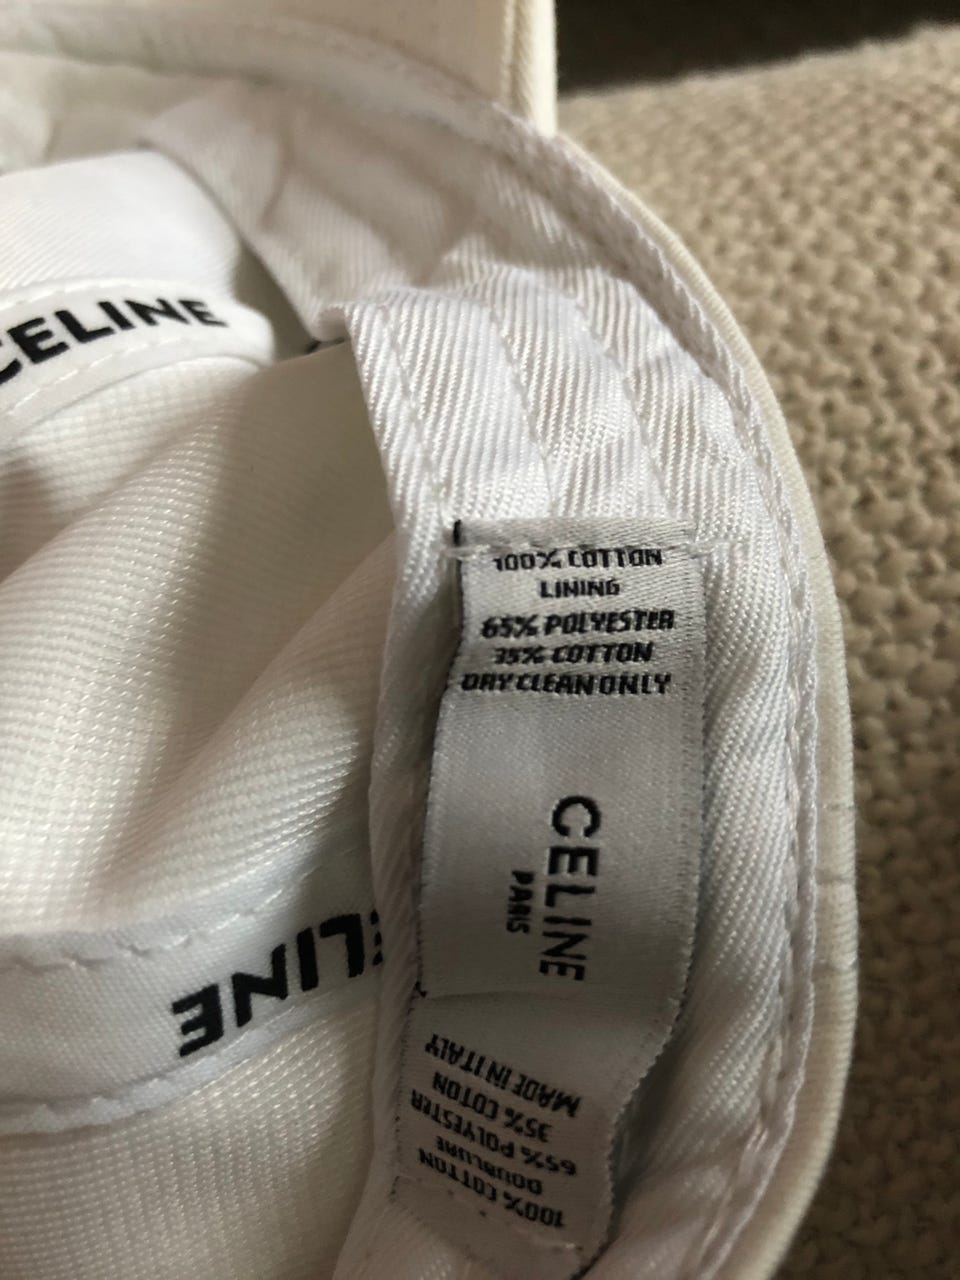 CELINE
100% COTTON
LINING
65% POLYESTER
35% COTTON
DRY CLEAN ONLY
CELINE
PARIS
CELINE
100% COTTON
DOUBLURE
65% POLYESTER
35% COTON
MADE IN ITALY